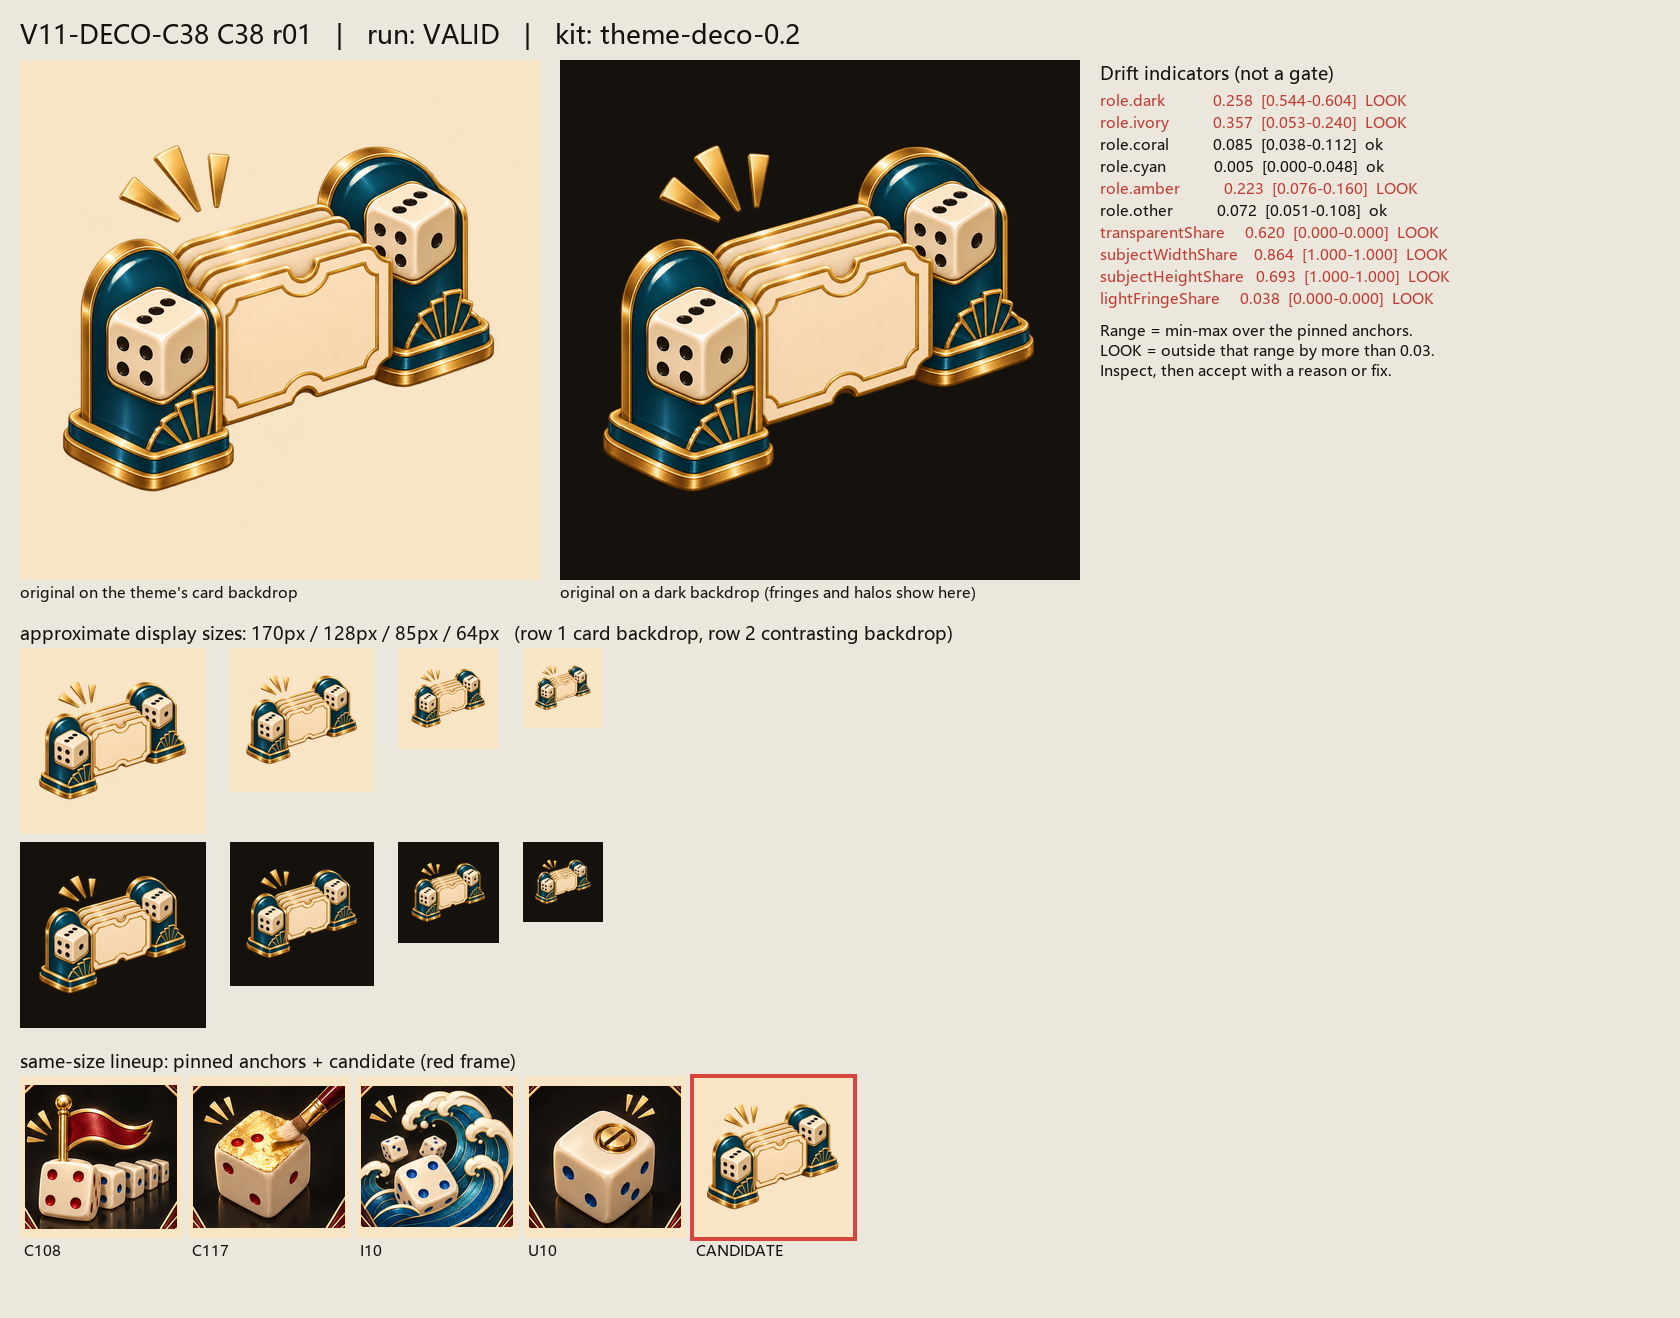 V11-DECO-C38 C38 r01 | run: VALID | kit: theme-deco-0.2
Drift indicators (not a gate)
role.dark 0.258 [0.544-0.604] LOOK
role.ivory 0.357 [0.053-0.240] LOOK
role.coral 0.085 [0.038-0.112] ok
role.cyan 0.005 [0.000-0.048] ok
role.amber 0.223 [0.076-0.160] LOOK
role.other 0.072 [0.051-0.108] ok
transparentShare 0.620 [0.000-0.000] LOOK
subjectWidthShare 0.864 [1.000-1.000] LOOK
subjectHeightShare 0.693 [1.000-1.000] LOOK
lightFringeShare 0.038 [0.000-0.000] LOOK
Range = min-max over the pinned anchors.
LOOK = outside that range by more than 0.03.
Inspect, then accept with a reason or fix.
original on the theme's card backdrop
original on a dark backdrop (fringes and halos show here)
approximate display sizes: 170px / 128px / 85px / 64px (row 1 card backdrop, row 2 contrasting backdrop)
same-size lineup: pinned anchors + candidate (red frame)
C108
C117
I10
U10
CANDIDATE